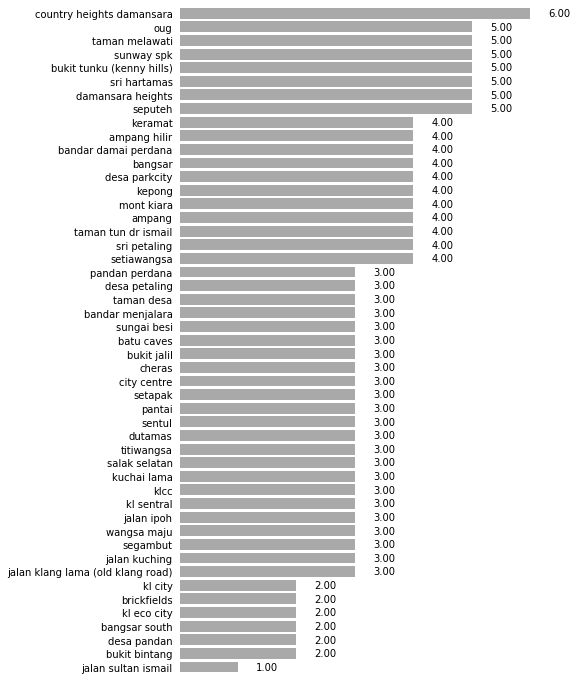 country heights damansara 6.00
oug 5.00
taman melawati 5.00
sunway spk 5.00
bukit tunku (kenny hills) 5.00
sri hartamas 5.00
damansara heights 5.00
seputeh 5.00
keramat 4.00
ampang hilir 4.00
bandar damai perdana 4.00
bangsar 4.00
desa parkcity 4.00
kepong 4.00
mont kiara 4.00
ampang 4.00
taman tun dr ismail 4.00
sri petaling 4.00
setiawangsa 4.00
pandan perdana 3.00
desa petaling 3.00
taman desa 3.00
bandar menjalara 3.00
sungai besi 3.00
batu caves 3.00
bukit jalil 3.00
cheras 3.00
city centre 3.00
setapak 3.00
pantai 3.00
sentul 3.00
dutamas 3.00
titiwangsa 3.00
salak selatan 3.00
kuchai lama 3.00
klcc 3.00
kl sentral 3.00
jalan ipoh 3.00
wangsa maju 3.00
segambut 3.00
jalan kuching 3.00
jalan klang lama (old klang road) 3.00
kl city 2.00
brickfields 2.00
kl eco city 2.00
bangsar south 2.00
desa pandan 2.00
bukit bintang 2.00
jalan sultan ismail 1.00